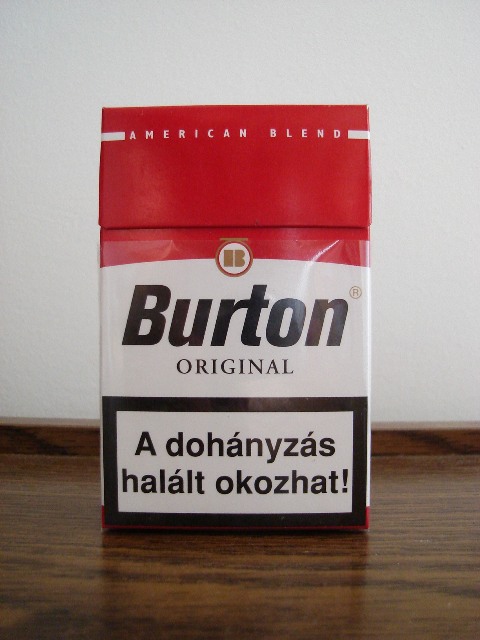 AMERICAN BLEND
B
Burton®
ORIGINAL
A dohányzás
halált okozhat!